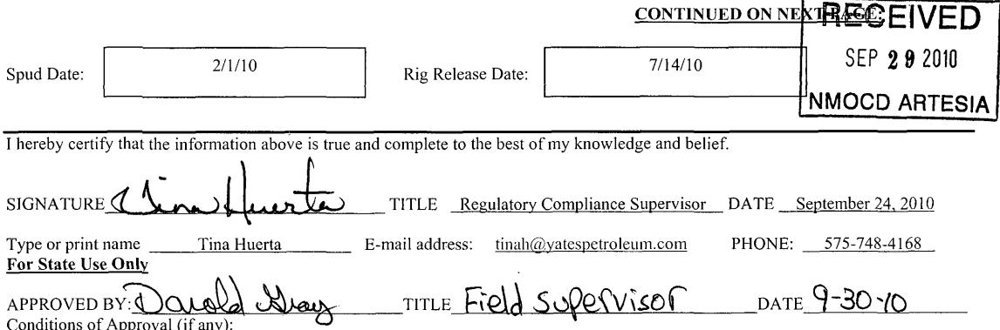 CONTINUED ON NEXT PAGE:
RECEIVED
SEP 29 2010
NMOCD ARTESIA
Spud Date: 2/1/10 Rig Release Date: 7/14/10
I hereby certify that the information above is true and complete to the best of my knowledge and belief.
SIGNATURE Tina Huerta TITLE Regulatory Compliance Supervisor DATE September 24, 2010
Type or print name Tina Huerta E-mail address: tinah@yatespetroleum.com PHONE: 575-748-4168
For State Use Only
APPROVED BY: David Gray TITLE Field Supervisor DATE 9-30-10
Conditions of Approval (if any):